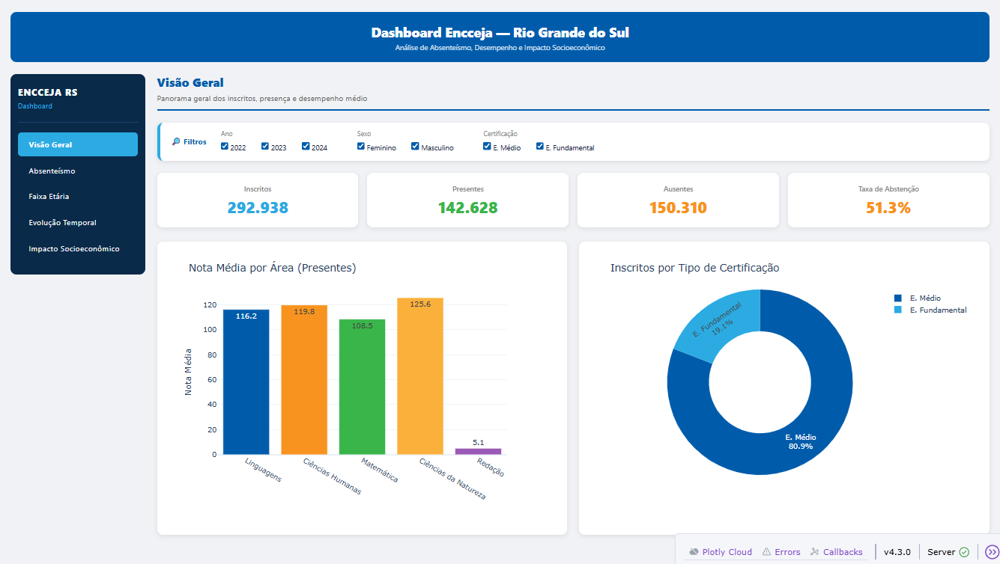 Dashboard Encceja — Rio Grande do Sul
Análise de Absenteísmo, Desempenho e Impacto Socioeconômico
ENCCEJA RS
Dashboard
Visão Geral
Absenteísmo
Faixa Etária
Evolução Temporal
Impacto Socioeconômico
Visão Geral
Panorama geral dos inscritos, presença e desempenho médio
Filtros
Ano
2022 2023 2024
Sexo
Feminino Masculino
Certificação
E. Médio E. Fundamental
Inscritos
292.938
Presentes
142.628
Ausentes
150.310
Taxa de Abstenção
51.3%
Nota Média por Área (Presentes)
Nota Média
120
100
80
60
40
20
0
116.2
119.8
108.5
125.6
5.1
Linguagens
Ciências Humanas
Matemática
Ciências da Natureza
Redação
Inscritos por Tipo de Certificação
E. Fundamental
19.1%
E. Médio
80.9%
E. Médio
E. Fundamental
Plotly Cloud Errors Callbacks v4.3.0 Server